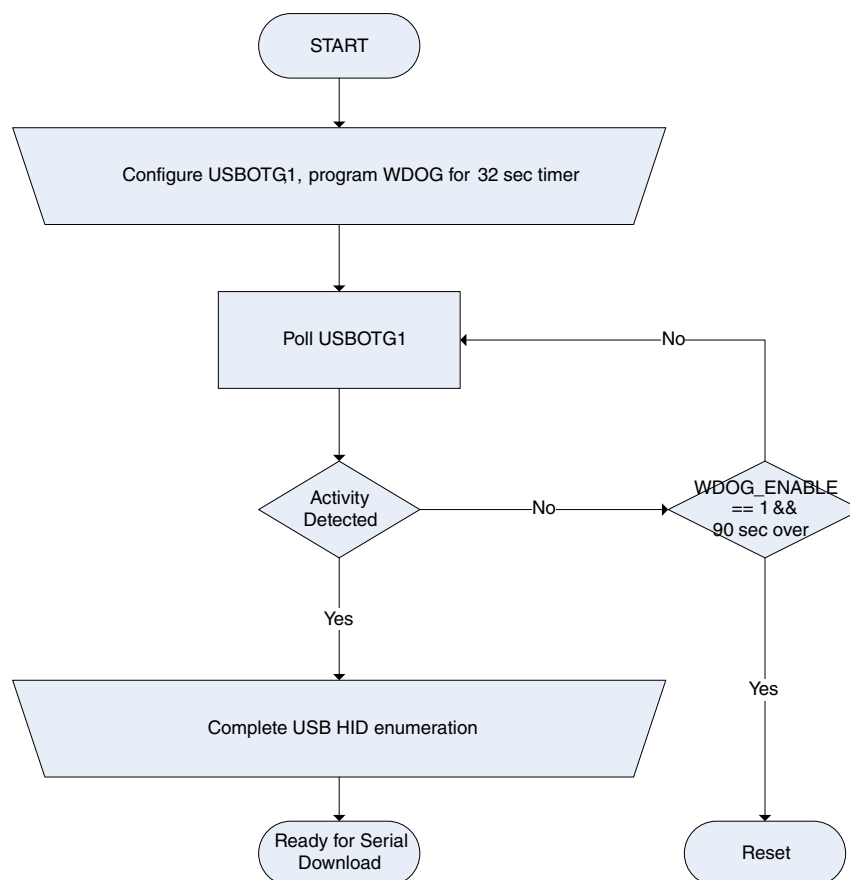 START
Configure USBOTG1, program WDOG for 32 sec timer
Poll USBOTG1
No
Activity
Detected
No
WDOG_ENABLE
== 1 &&
90 sec over
Yes
Yes
Complete USB HID enumeration
Ready for Serial
Download
Reset